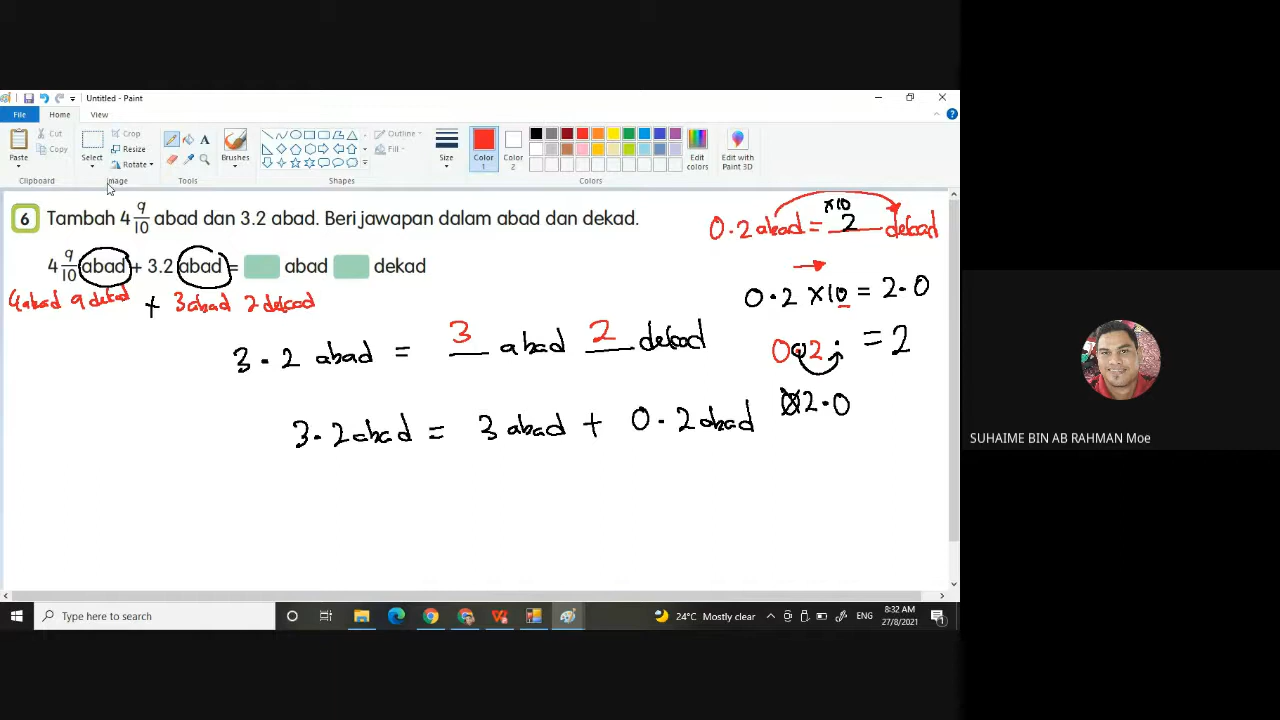 Untitled - Paint
File Home View
Paste Cut Copy Select Crop Resize Rotate Brushes Outline Fill Size Color 1 Color 2 Edit colors Edit with Paint 3D
Clipboard Image Tools Shapes Colors
6 Tambah 4 9/10 abad dan 3.2 abad. Beri jawapan dalam abad dan dekad.
4 9/10 abad + 3.2 abad = abad dekad
4 abad 9 dekad + 3 abad 2 dekad
3.2 abad = 3 abad 2 dekad
3.2 abad = 3 abad + 0.2 abad
x10
0.2 abad = 2 dekad
0.2 x10 = 2.0
0.2. = 2
02.0
SUHAIME BIN AB RAHMAN Moe
Type here to search
24°C Mostly clear ENG 8:32 AM 27/8/2021 1